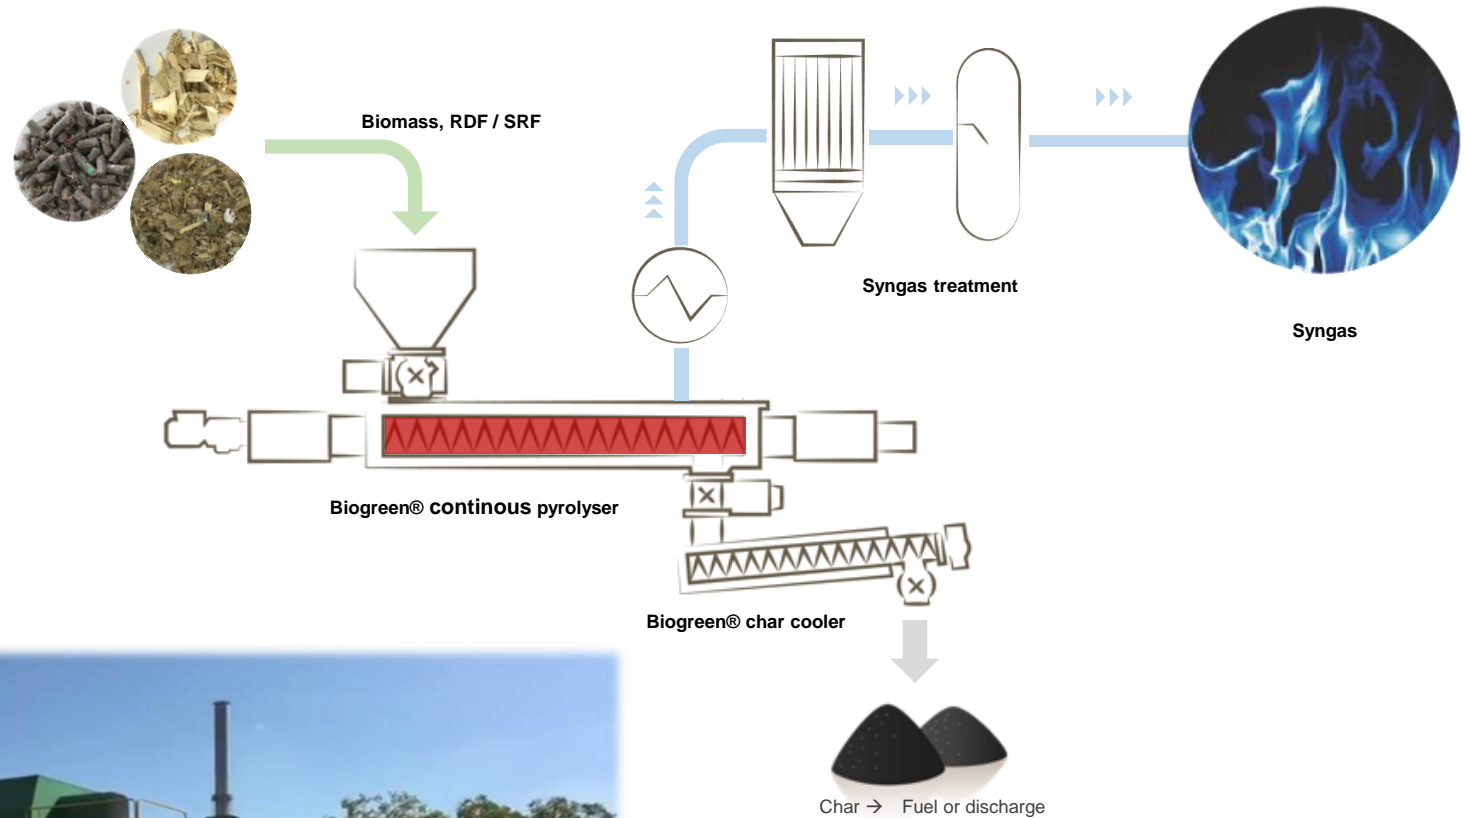 Biomass, RDF / SRF
Syngas treatment
Syngas
Biogreen® continous pyrolyser
Biogreen® char cooler
Char → Fuel or discharge